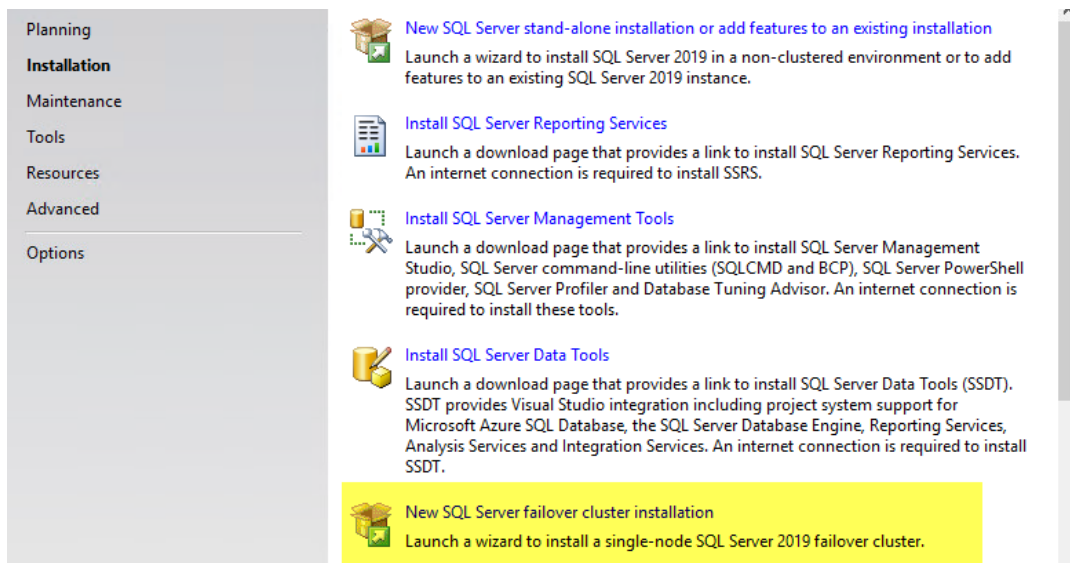 Planning
Installation
Maintenance
Tools
Resources
Advanced
Options
New SQL Server stand-alone installation or add features to an existing installation
Launch a wizard to install SQL Server 2019 in a non-clustered environment or to add
features to an existing SQL Server 2019 instance.
Install SQL Server Reporting Services
Launch a download page that provides a link to install SQL Server Reporting Services.
An internet connection is required to install SSRS.
Install SQL Server Management Tools
Launch a download page that provides a link to install SQL Server Management
Studio, SQL Server command-line utilities (SQLCMD and BCP), SQL Server PowerShell
provider, SQL Server Profiler and Database Tuning Advisor. An internet connection is
required to install these tools.
Install SQL Server Data Tools
Launch a download page that provides a link to install SQL Server Data Tools (SSDT).
SSDT provides Visual Studio integration including project system support for
Microsoft Azure SQL Database, the SQL Server Database Engine, Reporting Services,
Analysis Services and Integration Services. An internet connection is required to install
SSDT.
New SQL Server failover cluster installation
Launch a wizard to install a single-node SQL Server 2019 failover cluster.